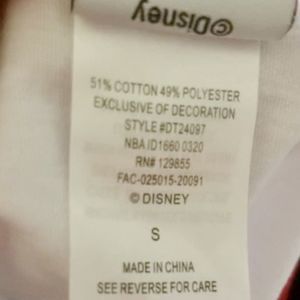 ©Disney
51% COTTON 49% POLYESTER
EXCLUSIVE OF DECORATION
STYLE #DT24097
NBA ID1660 0320
RN# 129855
FAC-025015-20091
© DISNEY
S
MADE IN CHINA
SEE REVERSE FOR CARE